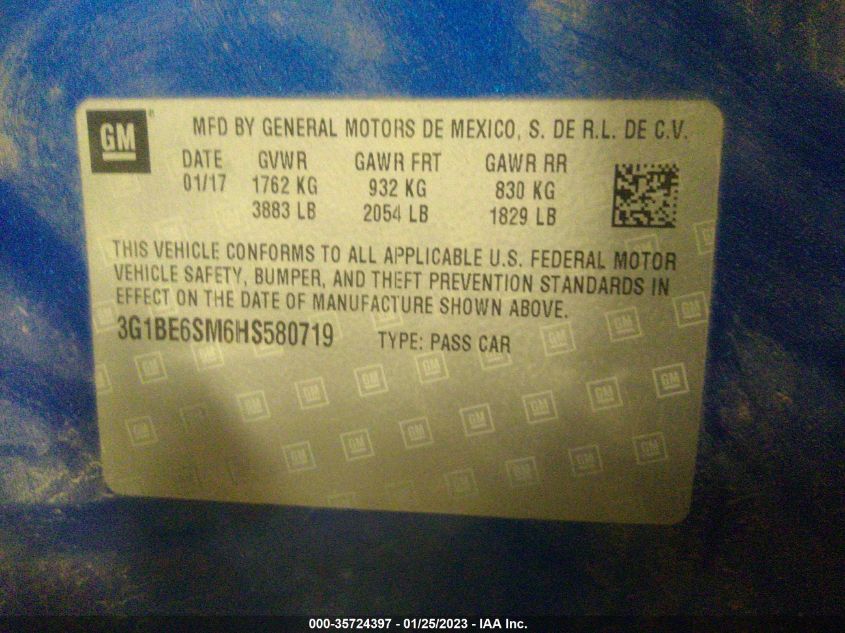 GM
MFD BY GENERAL MOTORS DE MEXICO, S. DE R.L. DE C.V.
DATE GVWR GAWR FRT GAWR RR
01/17 1762 KG 932 KG 830 KG
3883 LB 2054 LB 1829 LB
THIS VEHICLE CONFORMS TO ALL APPLICABLE U.S. FEDERAL MOTOR
VEHICLE SAFETY, BUMPER, AND THEFT PREVENTION STANDARDS IN
EFFECT ON THE DATE OF MANUFACTURE SHOWN ABOVE.
3G1BE6SM6HS580719 TYPE: PASS CAR
000-35724397 - 01/25/2023 - IAA Inc.